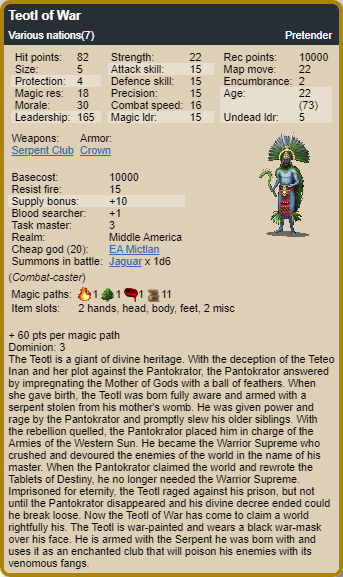 Teotl of War
Various nations(7) Pretender
Hit points: 82 Strength: 22 Rec points: 10000
Size: 5 Attack skill: 15 Map move: 22
Protection: 4 Defence skill: 15 Encumbrance: 2
Magic res: 18 Precision: 15 Age: 22
Morale: 30 Combat speed: 16 (73)
Leadership: 165 Magic ldr: 15 Undead ldr: 5
Weapons: Armor:
Serpent Club Crown
Basecost: 10000
Resist fire: 15
Supply bonus: +10
Blood searcher: +1
Task master: 3
Realm: Middle America
Cheap god (20): EA Mictlan
Summons in battle: Jaguar x 1d6
(Combat-caster)
Magic paths: 1 1 1 11
Item slots: 2 hands, head, body, feet, 2 misc
+ 60 pts per magic path
Dominion: 3
The Teotl is a giant of divine heritage. With the deception of the Teteo
Inan and her plot against the Pantokrator, the Pantokrator answered
by impregnating the Mother of Gods with a ball of feathers. When
she gave birth, the Teotl was born fully aware and armed with a
serpent stolen from his mother's womb. He was given power and
rage by the Pantokrator and promptly slew his older siblings. With
the rebellion quelled, the Pantokrator placed him in charge of the
Armies of the Western Sun. He became the Warrior Supreme who
crushed and devoured the enemies of the world in the name of his
master. When the Pantokrator claimed the world and rewrote the
Tablets of Destiny, he no longer needed the Warrior Supreme.
Imprisoned for eternity, the Teotl raged against his prison, but not
until the Pantokrator disappeared and his divine decree ended could
he break loose. Now the Teotl of War has come to claim a world
rightfully his. The Teotl is war-painted and wears a black war-mask
over his face. He is armed with the Serpent he was born with and
uses it as an enchanted club that will poison his enemies with its
venomous fangs.